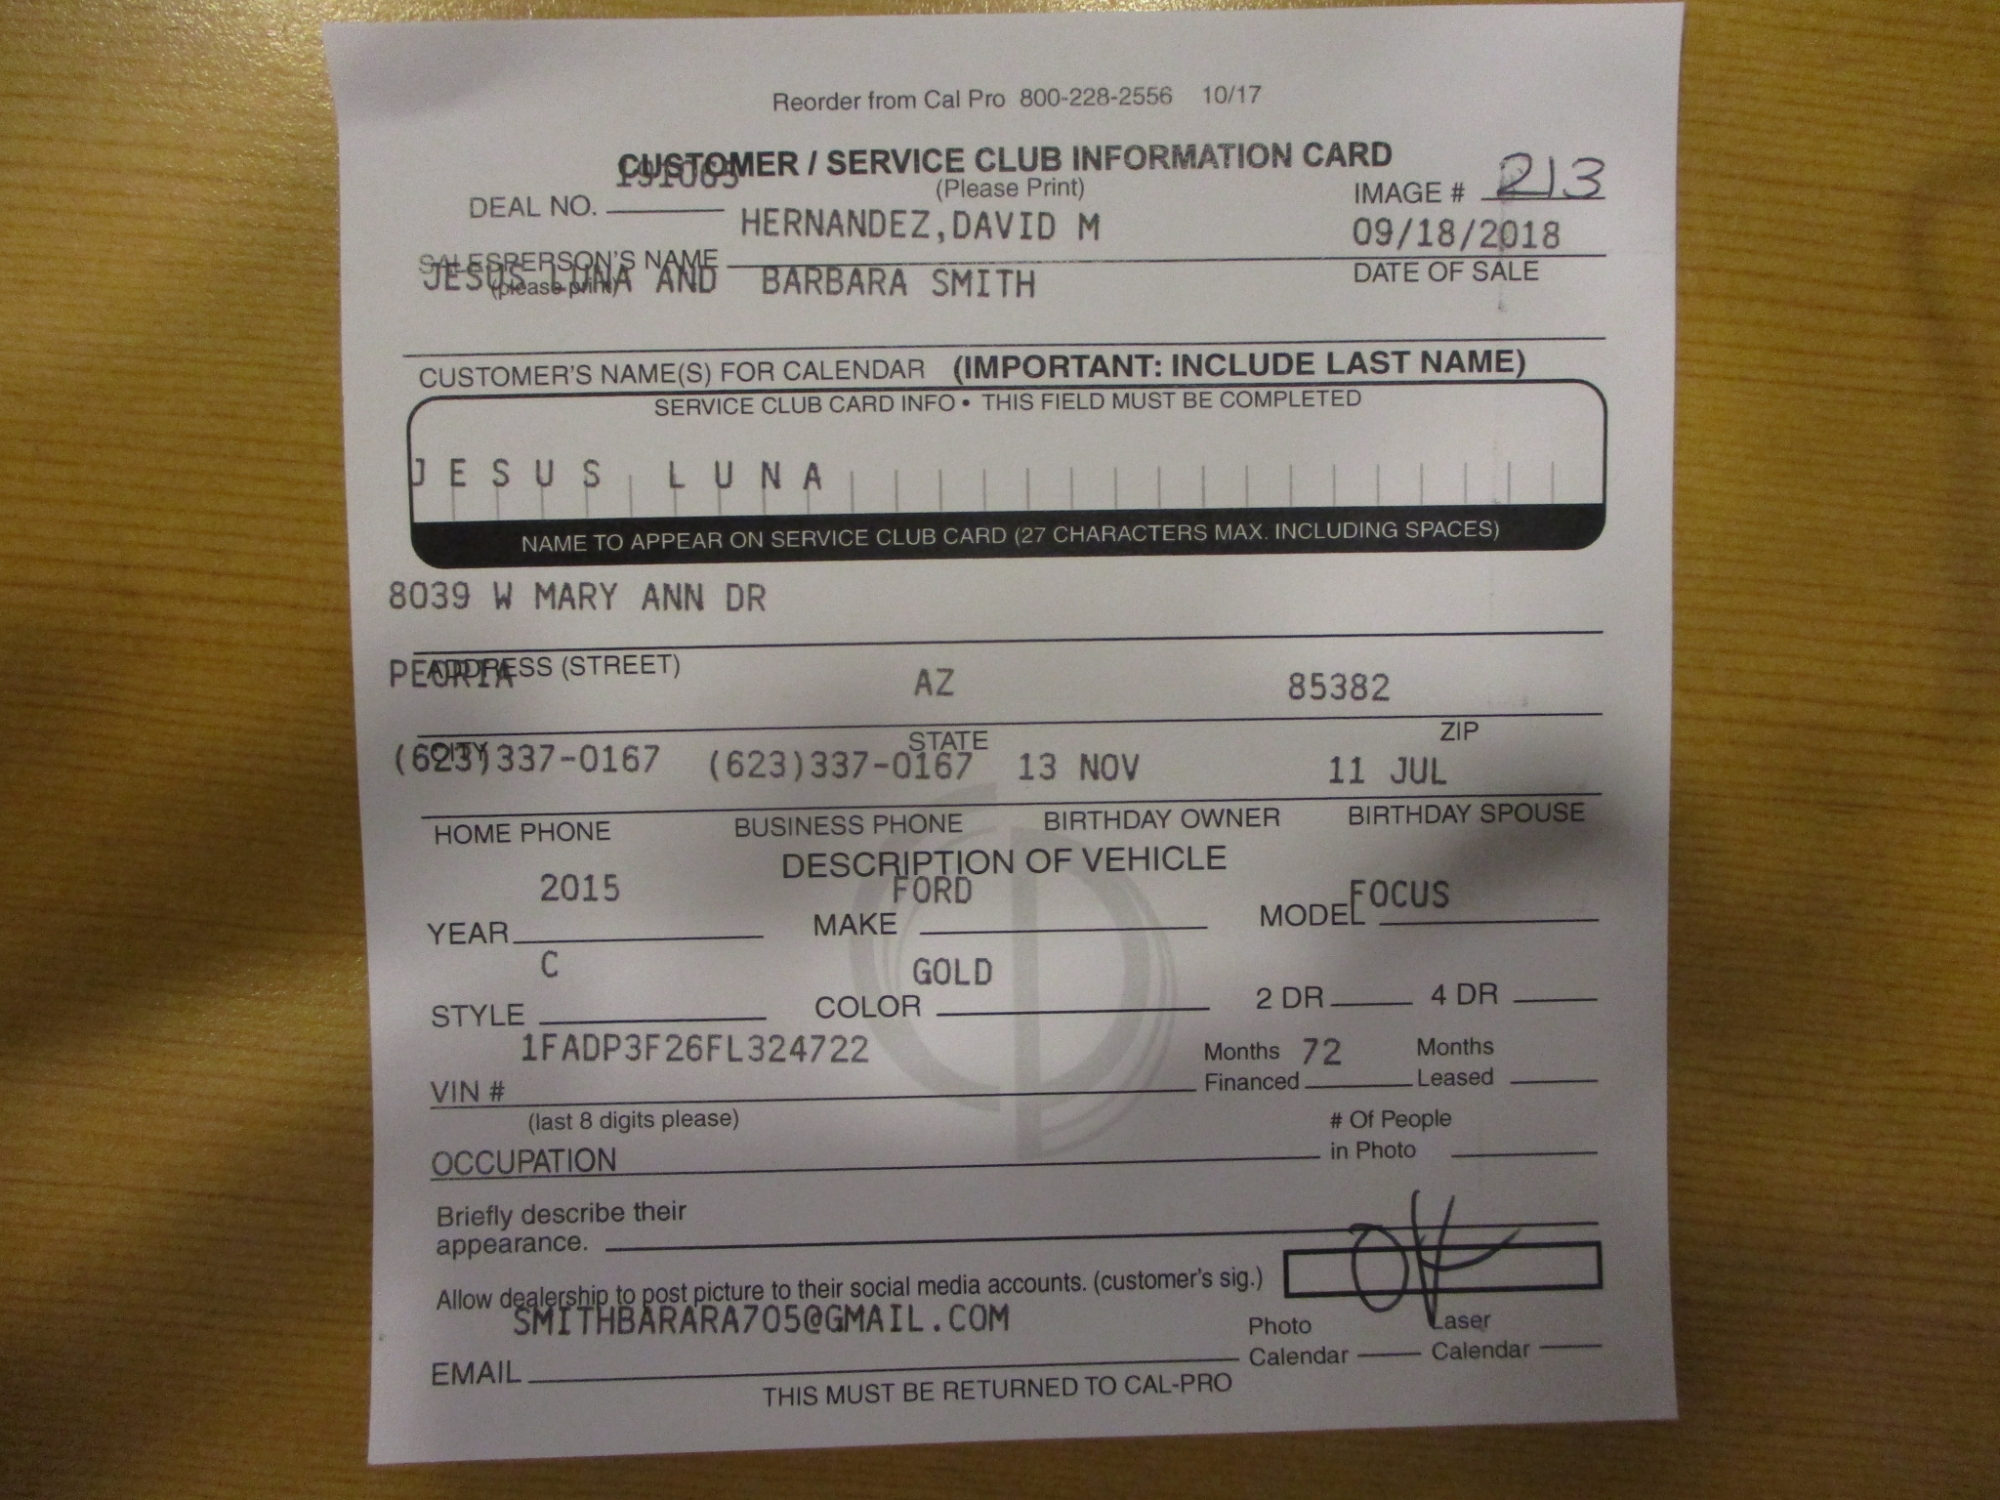 Reorder from Cal Pro 800-228-2556 10/17
CUSTOMER / SERVICE CLUB INFORMATION CARD
191065
(Please Print)
DEAL NO. IMAGE # 213
HERNANDEZ,DAVID M 09/18/2018
SALESPERSON'S NAME DATE OF SALE
(please print)
JESUS LUNA AND BARBARA SMITH
CUSTOMER'S NAME(S) FOR CALENDAR (IMPORTANT: INCLUDE LAST NAME)
SERVICE CLUB CARD INFO • THIS FIELD MUST BE COMPLETED
JESUS LUNA
NAME TO APPEAR ON SERVICE CLUB CARD (27 CHARACTERS MAX. INCLUDING SPACES)
8039 W MARY ANN DR
ADDRESS (STREET)
PEORIA AZ 85382
CITY STATE ZIP
(623)337-0167 (623)337-0167 13 NOV 11 JUL
HOME PHONE BUSINESS PHONE BIRTHDAY OWNER BIRTHDAY SPOUSE
DESCRIPTION OF VEHICLE
2015 FORD FOCUS
YEAR MAKE MODEL
C GOLD
STYLE COLOR 2 DR 4 DR
1FADP3F26FL324722 Months 72 Months
VIN # Financed Leased
(last 8 digits please) # Of People
OCCUPATION in Photo
Briefly describe their
appearance.
Allow dealership to post picture to their social media accounts. (customer's sig.)
SMITHBARARA705@GMAIL.COM Photo Laser
EMAIL Calendar Calendar
THIS MUST BE RETURNED TO CAL-PRO